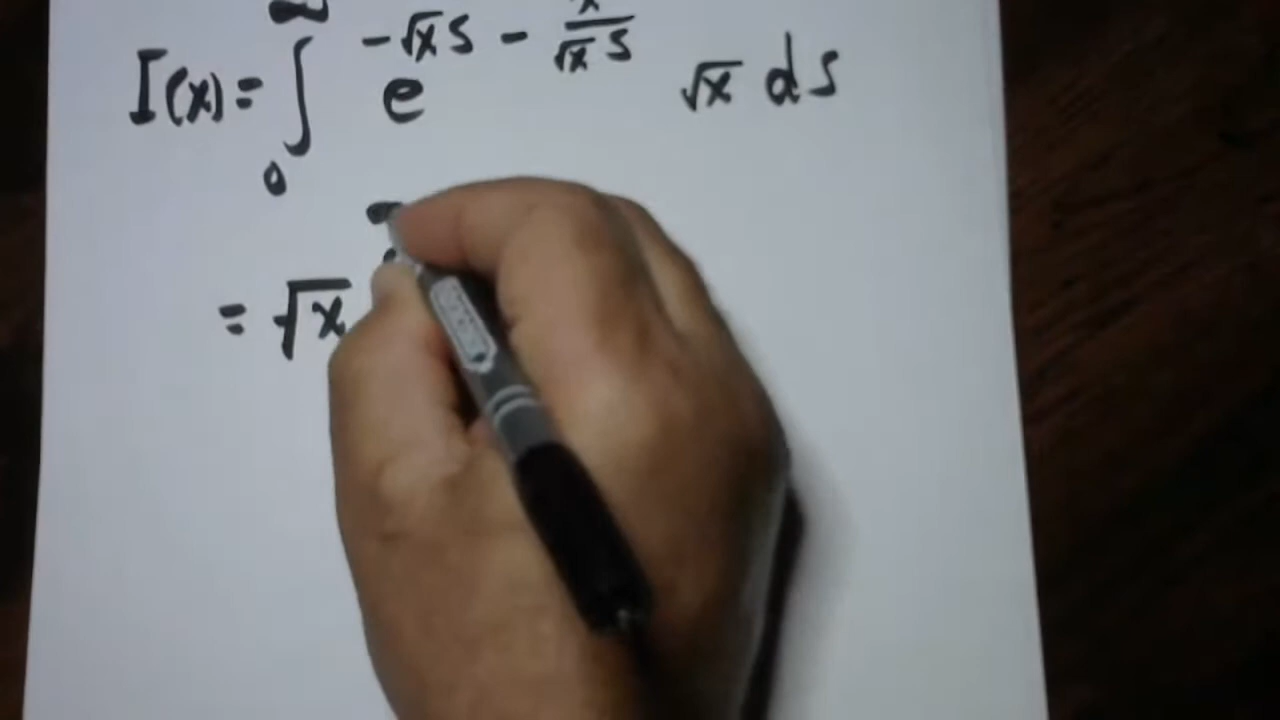 I(x) = ∫₀^∞ e^(-√x s - x/(√x s)) √x ds
= √x